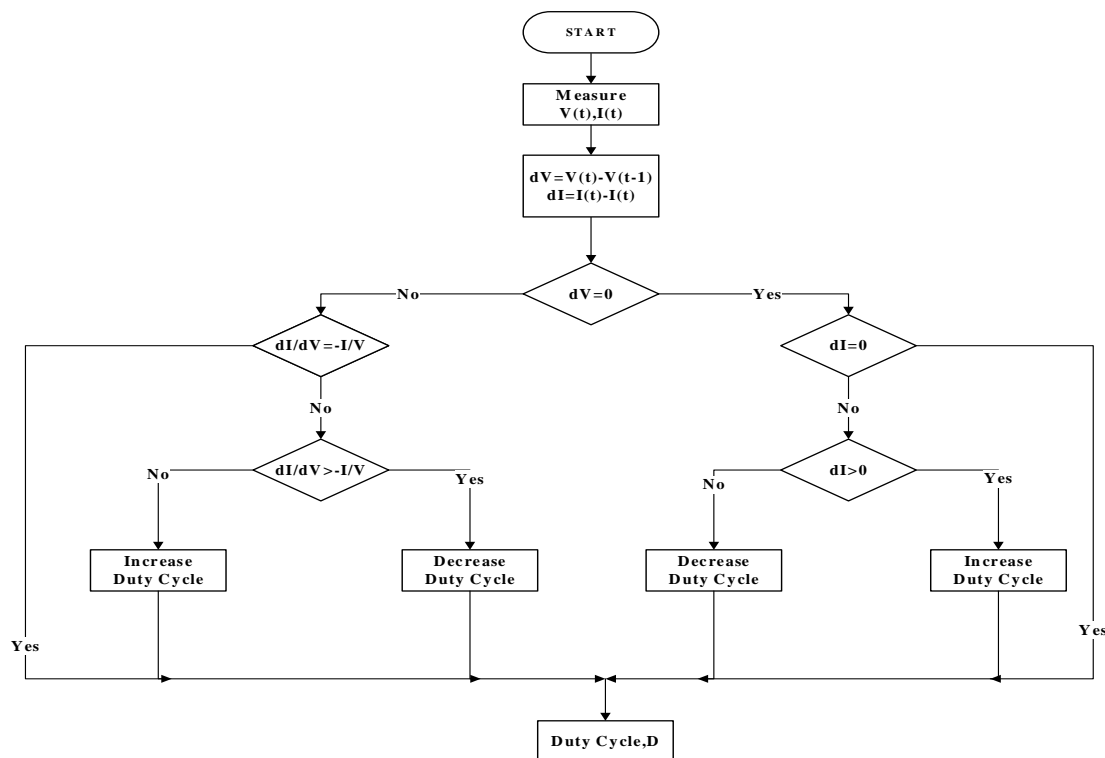 START
Measure
V(t),I(t)
dV=V(t)-V(t-1)
dI=I(t)-I(t)
dV=0
No
Yes
dI/dV=-I/V
dI=0
No
No
dI/dV>-I/V
dI>0
No
Yes
No
Yes
Increase
Duty Cycle
Decrease
Duty Cycle
Decrease
Duty Cycle
Increase
Duty Cycle
Yes
Yes
Duty Cycle,D